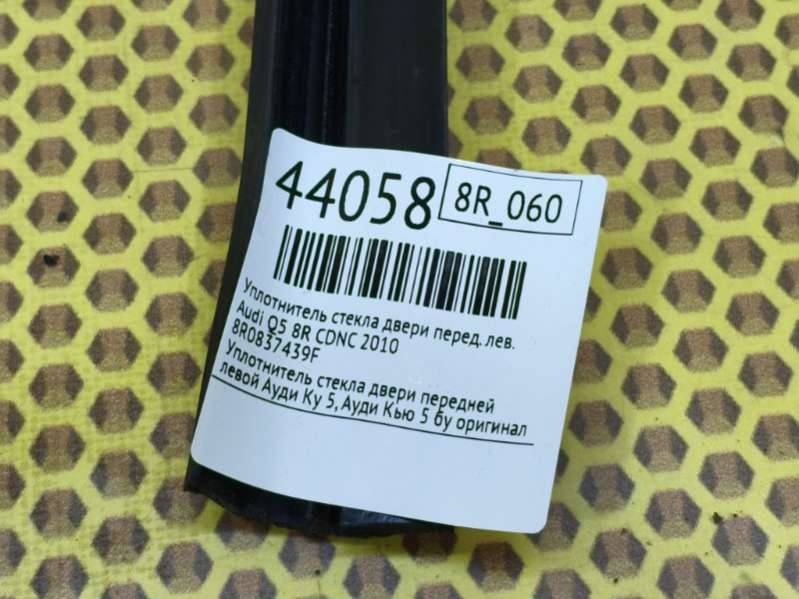 44058
8R_060
Уплотнитель стекла двери перед. лев.
Audi Q5 8R CDNC 2010
8R0837439F
Уплотнитель стекла двери передней
левой Ауди Ку 5, Ауди Кью 5 бу оригинал